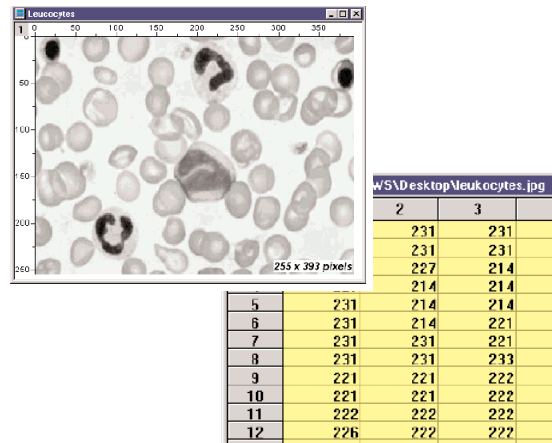 Leucocytes
1 0 50 100 150 200 250 300 350
0
50
100
150
200
260
255 x 393 pixels
WS\Desktop\leukocytes.jpg
2 3
231 231
231 231
227 214
214 214
5 231 214 214
6 231 214 221
7 231 231 221
8 231 231 233
9 221 221 222
10 221 221 222
11 222 222 222
12 226 222 222